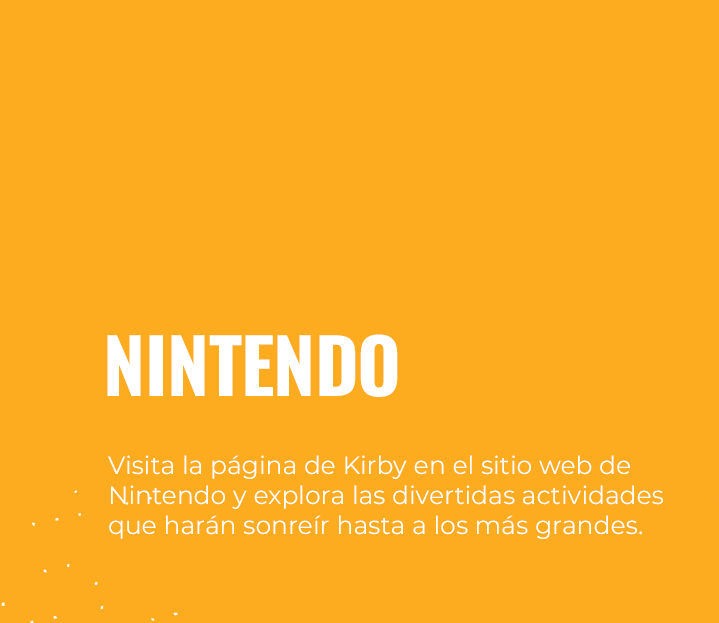 NINTENDO
Visita la página de Kirby en el sitio web de
Nintendo y explora las divertidas actividades
que harán sonreír hasta a los más grandes.